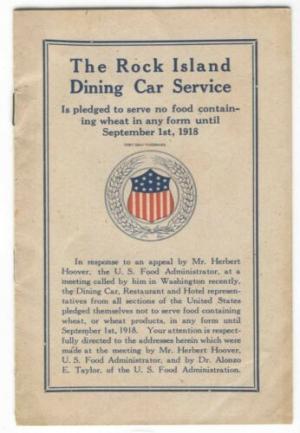 The Rock Island
Dining Car Service
Is pledged to serve no food contain-
ing wheat in any form until
September 1st, 1918
In response to an appeal by Mr. Herbert
Hoover, the U. S. Food Administrator, at a
meeting called by him in Washington recently,
the Dining Car, Restaurant and Hotel represen-
tatives from all sections of the United States
pledged themselves not to serve food containing
wheat, or wheat products, in any form until
September 1st, 1918. Your attention is respect-
fully directed to the addresses herein which were
made at the meeting by Mr. Herbert Hoover,
U. S. Food Administrator, and by Dr. Alonzo
E. Taylor, of the U. S. Food Administration.